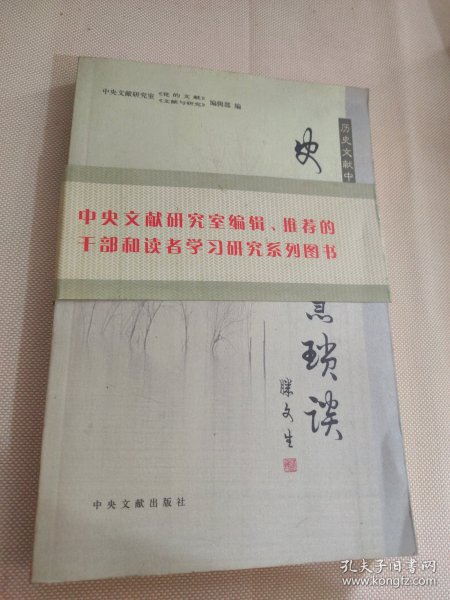 中央文献研究室《党的文献》
《文献与研究》编辑部 编
历史文献中
史
中央文献研究室编辑、推荐的
干部和读者学习研究系列图书
息琐谈
滕文生
中央文献出版社
孔夫子旧书网
www.kongfz.com